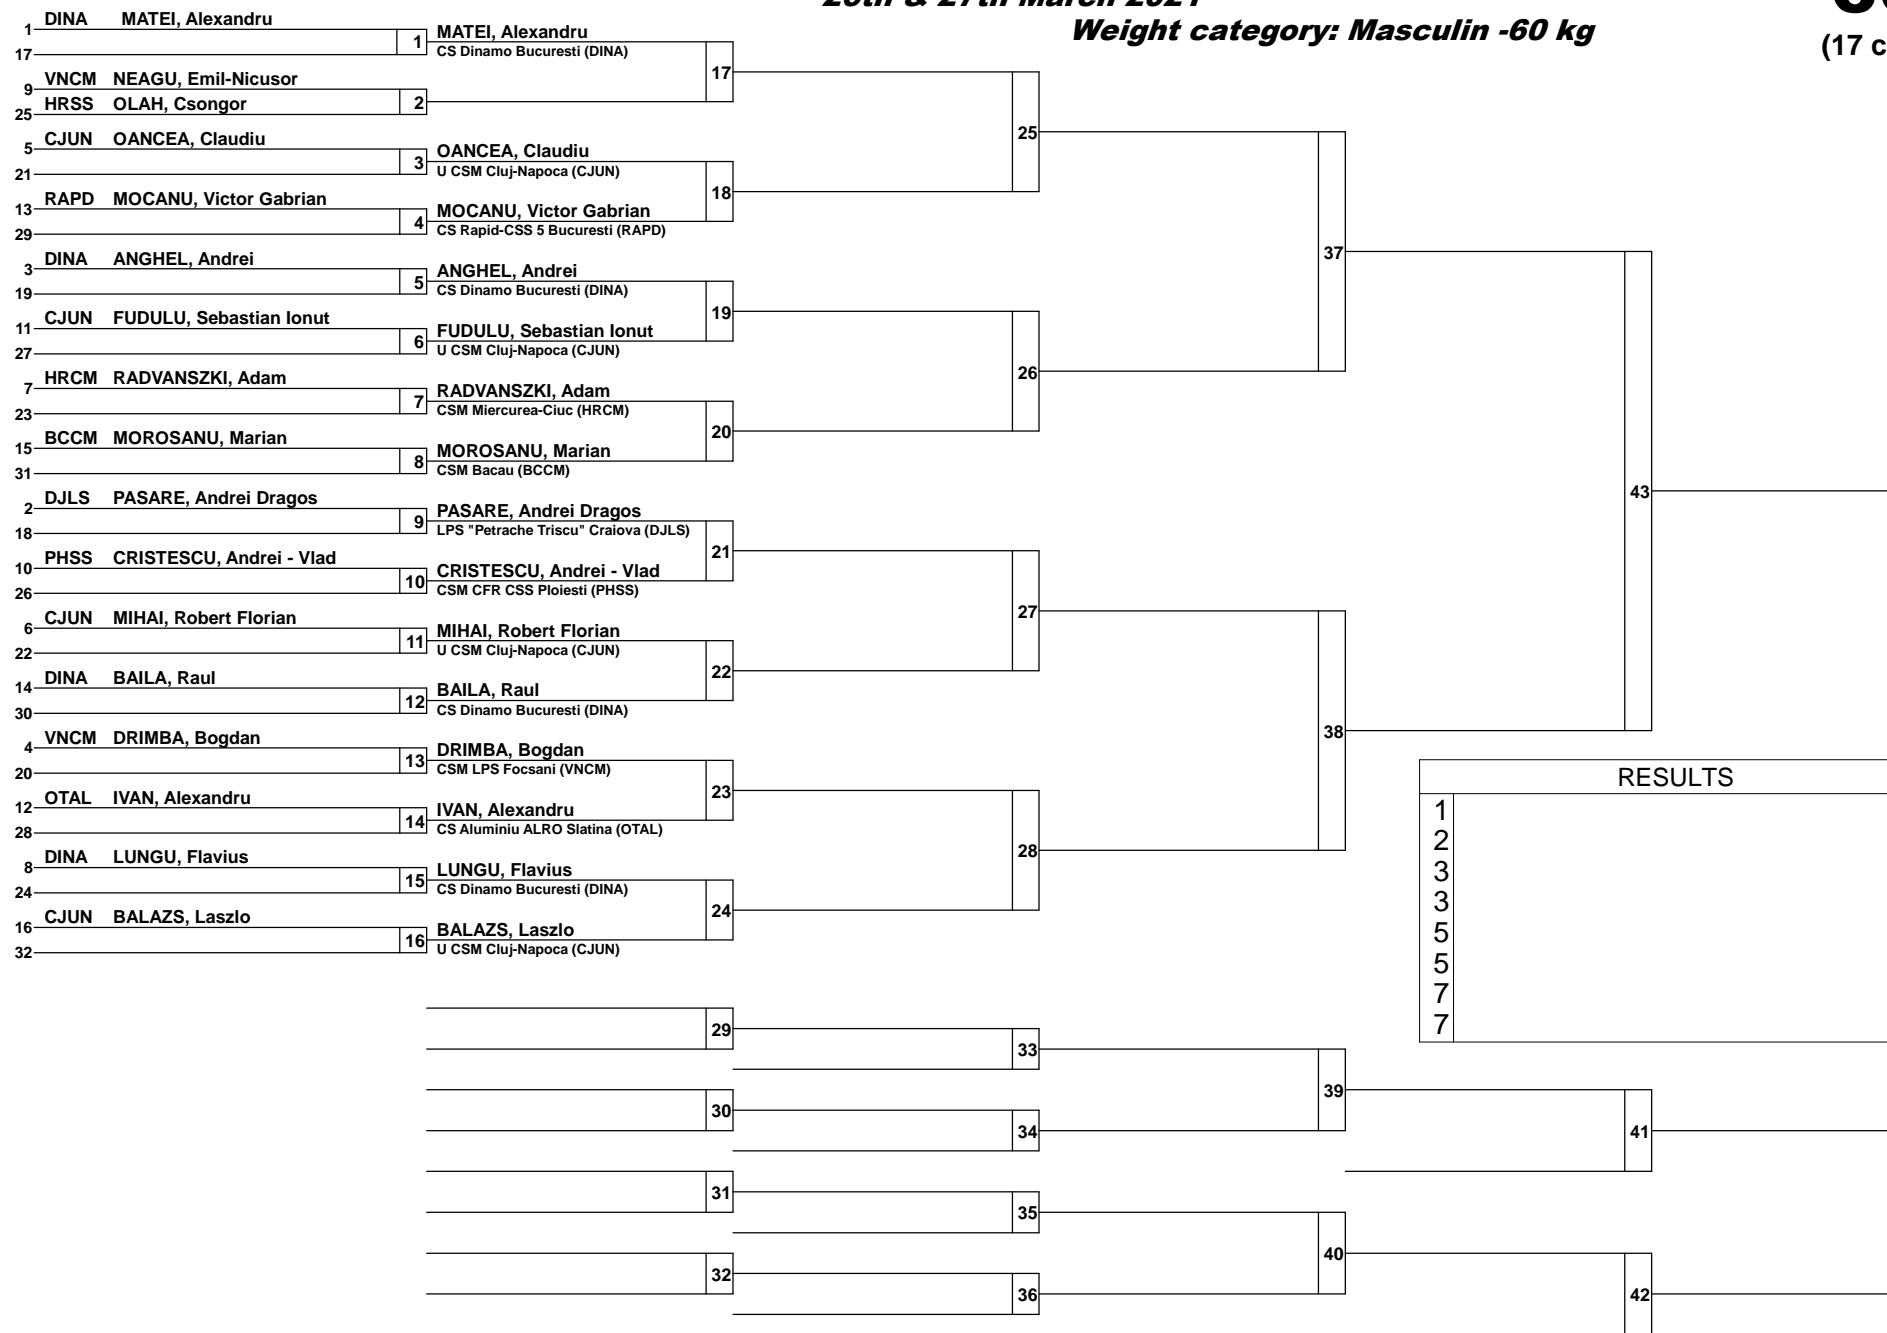 26th & 27th March 2021
Weight category: Masculin -60 kg
(17 c
1 DINA MATEI, Alexandru
17
1
MATEI, Alexandru
CS Dinamo Bucuresti (DINA)
17
9 VNCM NEAGU, Emil-Nicusor
25 HRSS OLAH, Csongor
2
25
5 CJUN OANCEA, Claudiu
21
3
OANCEA, Claudiu
U CSM Cluj-Napoca (CJUN)
18
13 RAPD MOCANU, Victor Gabrian
29
4
MOCANU, Victor Gabrian
CS Rapid-CSS 5 Bucuresti (RAPD)
37
3 DINA ANGHEL, Andrei
19
5
ANGHEL, Andrei
CS Dinamo Bucuresti (DINA)
19
11 CJUN FUDULU, Sebastian Ionut
27
6
FUDULU, Sebastian Ionut
U CSM Cluj-Napoca (CJUN)
26
7 HRCM RADVANSZKI, Adam
23
7
RADVANSZKI, Adam
CSM Miercurea-Ciuc (HRCM)
20
15 BCCM MOROSANU, Marian
31
8
MOROSANU, Marian
CSM Bacau (BCCM)
43
2 DJLS PASARE, Andrei Dragos
18
9
PASARE, Andrei Dragos
LPS "Petrache Triscu" Craiova (DJLS)
21
10 PHSS CRISTESCU, Andrei - Vlad
26
10
CRISTESCU, Andrei - Vlad
CSM CFR CSS Ploiesti (PHSS)
27
6 CJUN MIHAI, Robert Florian
22
11
MIHAI, Robert Florian
U CSM Cluj-Napoca (CJUN)
22
14 DINA BAILA, Raul
30
12
BAILA, Raul
CS Dinamo Bucuresti (DINA)
38
4 VNCM DRIMBA, Bogdan
20
13
DRIMBA, Bogdan
CSM LPS Focsani (VNCM)
23
12 OTAL IVAN, Alexandru
28
14
IVAN, Alexandru
CS Aluminiu ALRO Slatina (OTAL)
28
8 DINA LUNGU, Flavius
24
15
LUNGU, Flavius
CS Dinamo Bucuresti (DINA)
24
16 CJUN BALAZS, Laszlo
32
16
BALAZS, Laszlo
U CSM Cluj-Napoca (CJUN)
RESULTS
1
2
3
3
5
5
7
7
29
33
39
30
34
41
31
35
40
32
36
42